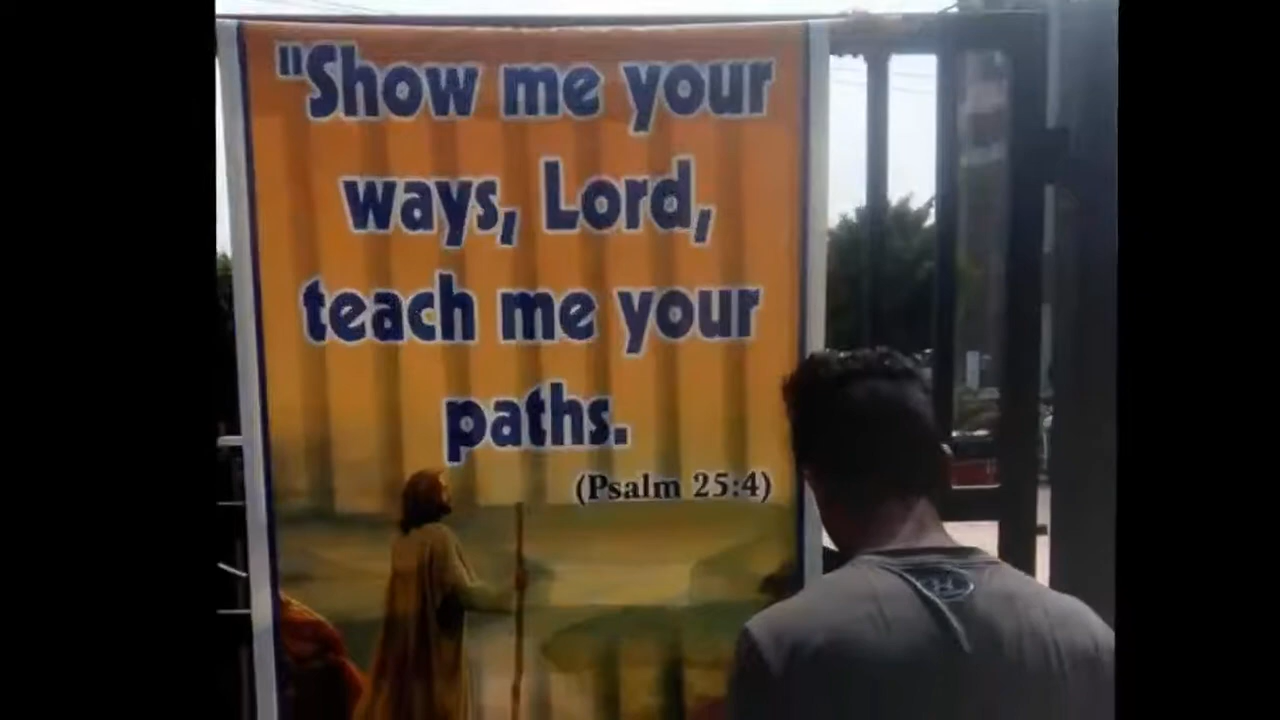 "Show me your
ways, Lord,
teach me your
paths.
(Psalm 25:4)